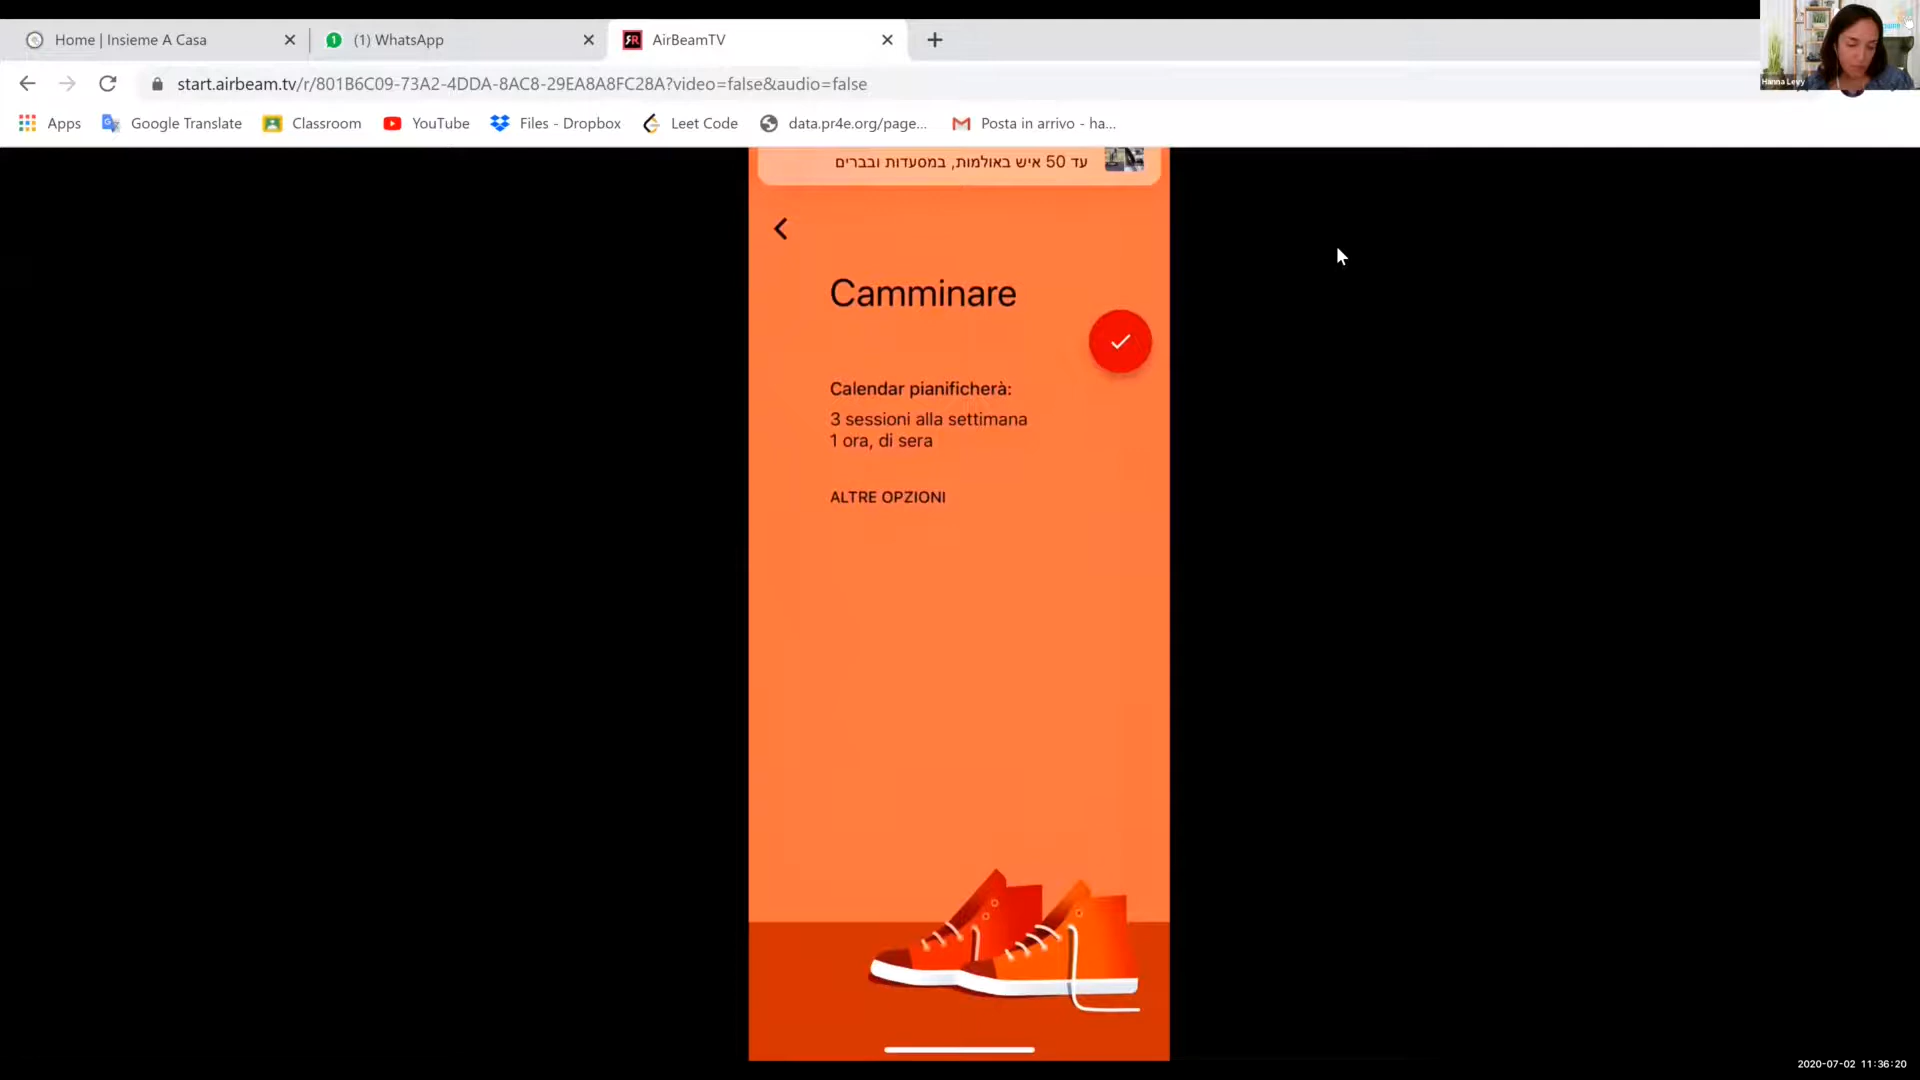 Home | Insieme A Casa
(1) WhatsApp
AirBeamTV
start.airbeam.tv/r/801B6C09-73A2-4DDA-8AC8-29EA8A8FC28A?video=false&audio=false
Apps
Google Translate
Classroom
YouTube
Files - Dropbox
Leet Code
data.pr4e.org/page...
Posta in arrivo - ha...
Hanna Levy
עד 50 איש באולמות, במסעדות ובברים
Camminare
Calendar pianificherà:
3 sessioni alla settimana
1 ora, di sera
ALTRE OPZIONI
2020-07-02 11:36:20